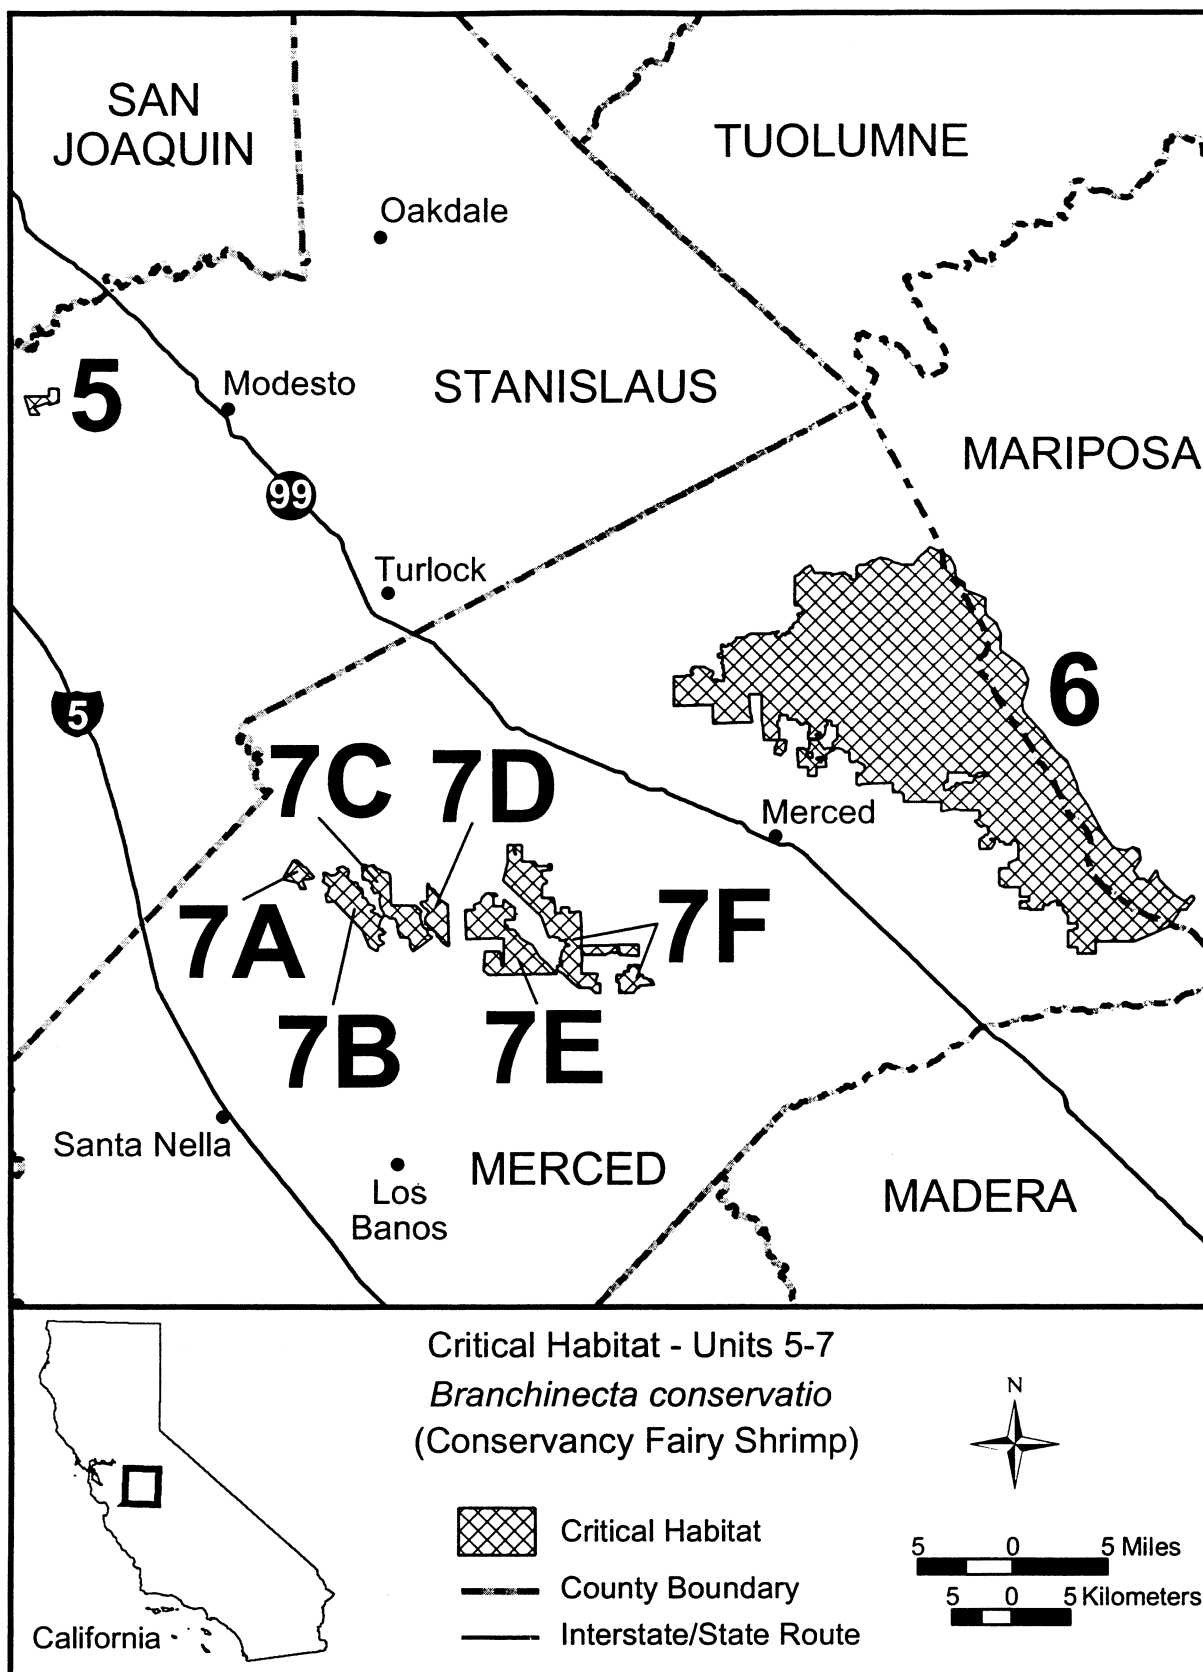 SAN
JOAQUIN
TUOLUMNE
Oakdale
5
Modesto
STANISLAUS
MARIPOSA
99
Turlock
6
5
7C
7D
Merced
7A
7F
7B
7E
Santa Nella
Los
Banos
MERCED
MADERA
Critical Habitat - Units 5-7
Branchinecta conservatio
(Conservancy Fairy Shrimp)
N
Critical Habitat
County Boundary
Interstate/State Route
5 0 5 Miles
5 0 5 Kilometers
California